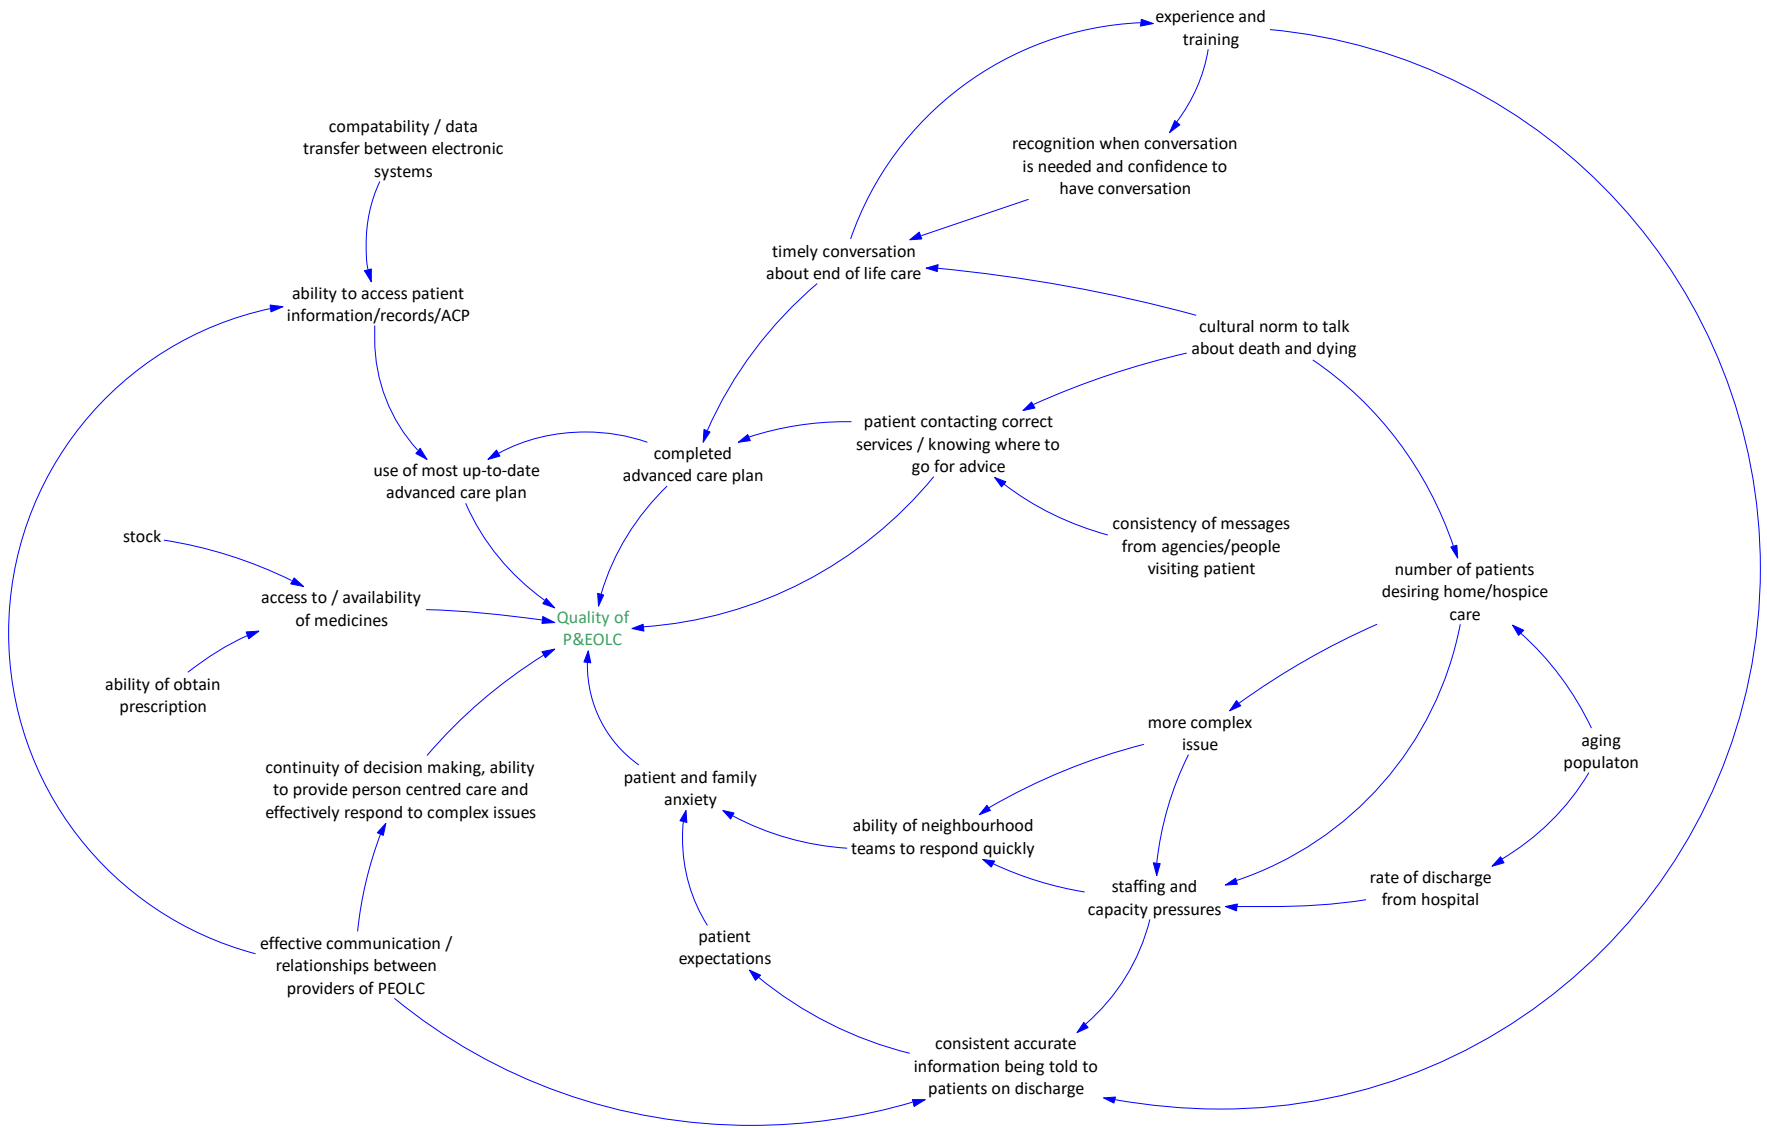 experience and
training
compatability / data
transfer between electronic
systems
recognition when conversation
is needed and confidence to
have conversation
timely conversation
about end of life care
ability to access patient
information/records/ACP
cultural norm to talk
about death and dying
patient contacting correct
services / knowing where to
go for advice
completed
advanced care plan
use of most up-to-date
advanced care plan
stock
consistency of messages
from agencies/people
visiting patient
number of patients
desiring home/hospice
care
access to / availability
of medicines
Quality of
P&EOLC
ability of obtain
prescription
more complex
issue
aging
populaton
continuity of decision making, ability
to provide person centred care and
effectively respond to complex issues
patient and family
anxiety
ability of neighbourhood
teams to respond quickly
staffing and
capacity pressures
rate of discharge
from hospital
patient
expectations
effective communication /
relationships between
providers of PEOLC
consistent accurate
information being told to
patients on discharge